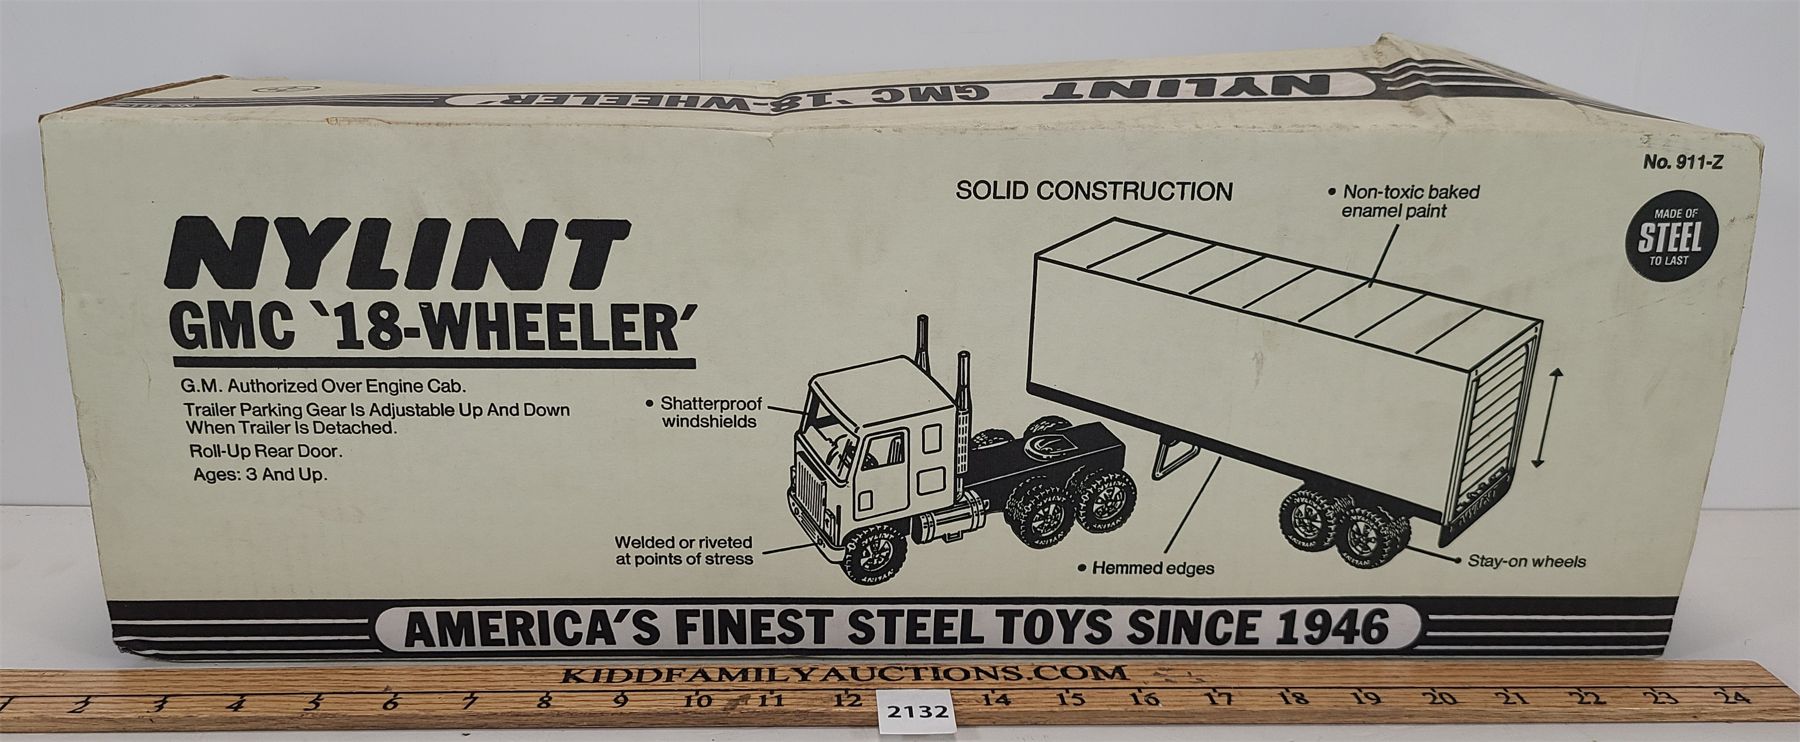 NYLINT GMC '18-WHEELER'
No. 911-Z
MADE OF
STEEL
TO LAST
SOLID CONSTRUCTION
• Non-toxic baked
enamel paint
NYLINT
GMC '18-WHEELER'
G.M. Authorized Over Engine Cab.
Trailer Parking Gear Is Adjustable Up And Down
When Trailer Is Detached.
Roll-Up Rear Door.
Ages: 3 And Up.
• Shatterproof
windshields
Welded or riveted
at points of stress
• Hemmed edges
• Stay-on wheels
AMERICA'S FINEST STEEL TOYS SINCE 1946
KIDDFAMILYAUCTIONS.COM
1 2 3 4 5 6 7 8 9 10 11 12 14 15 16 17 18 19 20 21 22 23 24
2132